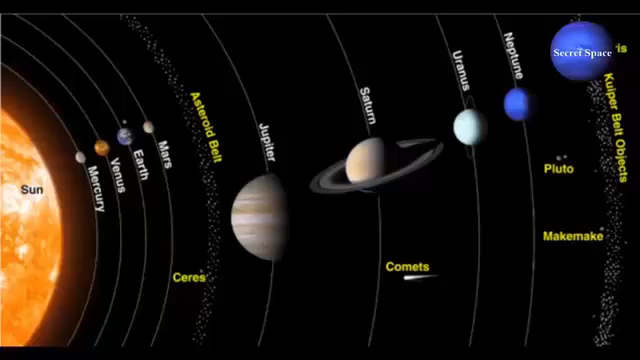 Sun
Mercury
Venus
Earth
Mars
Asteroid Belt
Ceres
Jupiter
Saturn
Comets
Uranus
Neptune
Secret Space
Kuiper Belt Objects
Pluto
Makemake